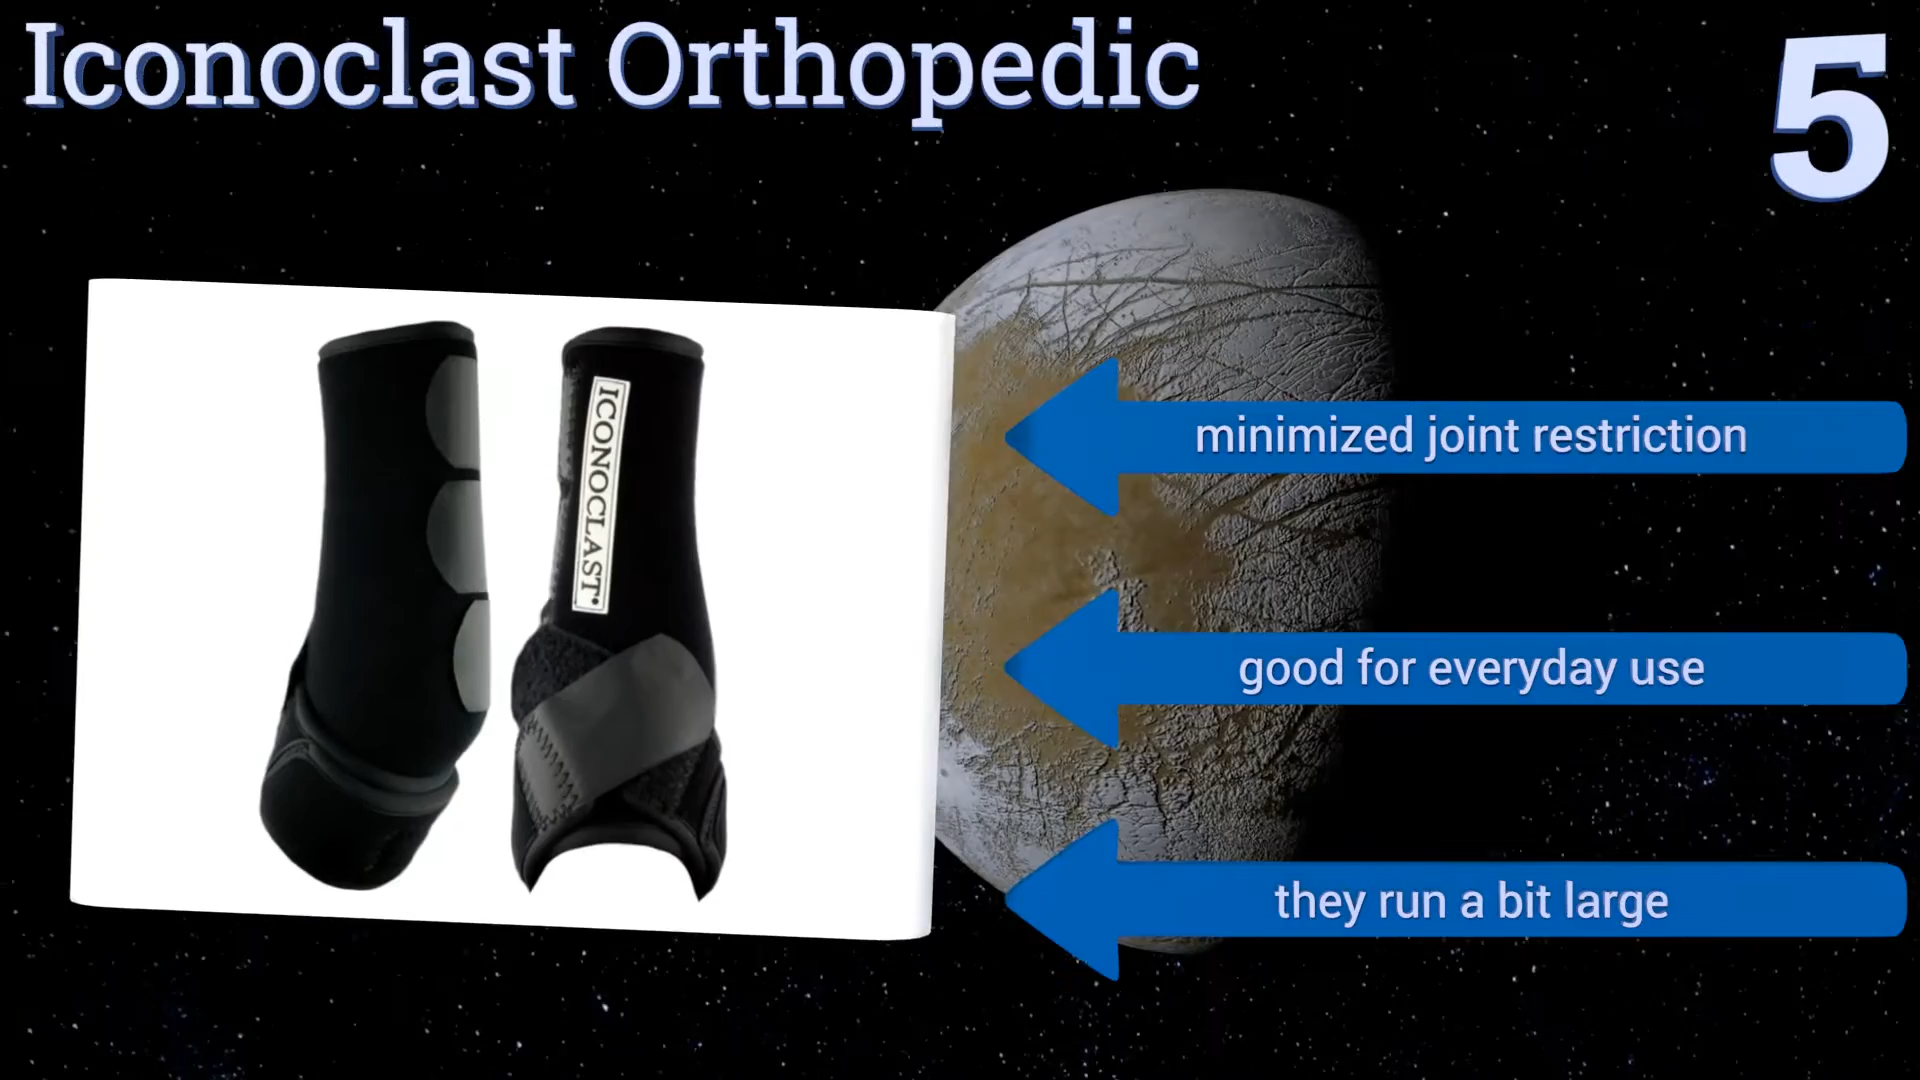 Iconoclast Orthopedic
5
ICONOCLAST
minimized joint restriction
good for everyday use
they run a bit large